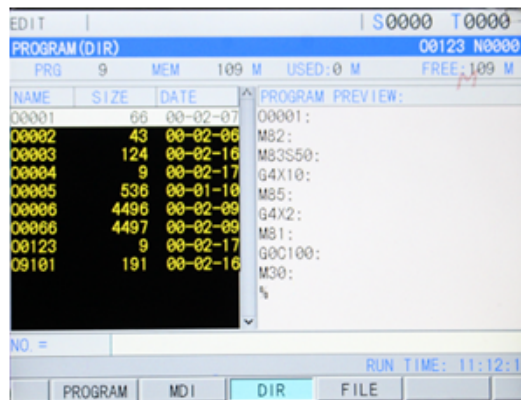 EDIT S0000 T0000
PROGRAM(DIR) O0123 N0000
PRG 9 MEM 109 M USED:0 M FREE:109 M
NAME SIZE DATE PROGRAM PREVIEW:
O0001 66 00-02-07 O0001;
O0002 43 00-02-06 M82;
O0003 124 00-02-16 M83S50;
O0004 9 00-02-17 G4X10;
O0005 536 00-01-10 M85;
O0006 4496 00-02-09 G4X2;
O0066 4497 00-02-09 M81;
O0123 9 00-02-17 G0C100;
O9101 191 00-02-16 M30;
%
NO. =
RUN TIME: 11:12:1
PROGRAM MDI DIR FILE